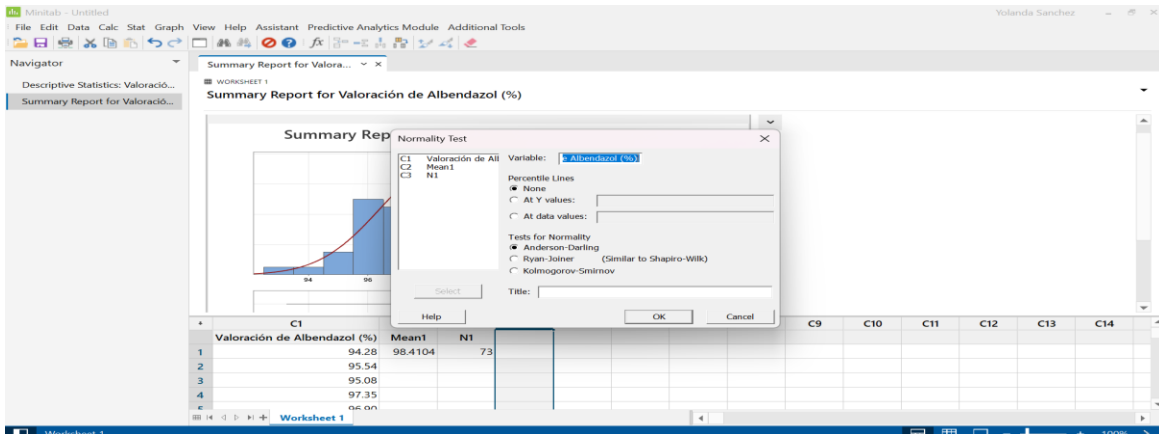 Minitab - Untitled
Yolanda Sanchez
File Edit Data Calc Stat Graph View Help Assistant Predictive Analytics Module Additional Tools
Navigator
Summary Report for Valora...
Descriptive Statistics: Valoració...
Summary Report for Valoració...
WORKSHEET 1
Summary Report for Valoración de Albendazol (%)
Summary Rep
94 96
Normality Test
C1 Valoración de Alb
C2 Mean1
C3 N1
Variable: e Albendazol (%)
Percentile Lines
None
At Y values:
At data values:
Tests for Normality
Anderson-Darling
Ryan-Joiner (Similar to Shapiro-Wilk)
Kolmogorov-Smirnov
Select
Title:
Help
OK
Cancel
C1 C9 C10 C11 C12 C13 C14
Valoración de Albendazol (%) Mean1 N1
1 94.28 98.4104 73
2 95.54
3 95.08
4 97.35
5 96.90
Worksheet 1
Worksheet 1
100%